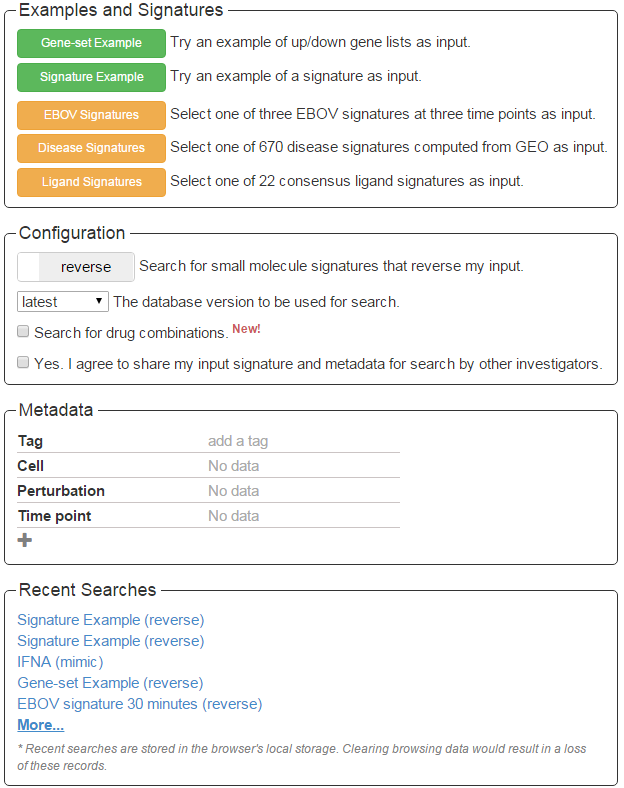 Examples and Signatures
Gene-set Example Try an example of up/down gene lists as input.
Signature Example Try an example of a signature as input.
EBOV Signatures Select one of three EBOV signatures at three time points as input.
Disease Signatures Select one of 670 disease signatures computed from GEO as input.
Ligand Signatures Select one of 22 consensus ligand signatures as input.
Configuration
reverse Search for small molecule signatures that reverse my input.
latest The database version to be used for search.
Search for drug combinations. New!
Yes. I agree to share my input signature and metadata for search by other investigators.
Metadata
Tag add a tag
Cell No data
Perturbation No data
Time point No data
Recent Searches
Signature Example (reverse)
Signature Example (reverse)
IFNA (mimic)
Gene-set Example (reverse)
EBOV signature 30 minutes (reverse)
More...
* Recent searches are stored in the browser's local storage. Clearing browsing data would result in a loss
of these records.